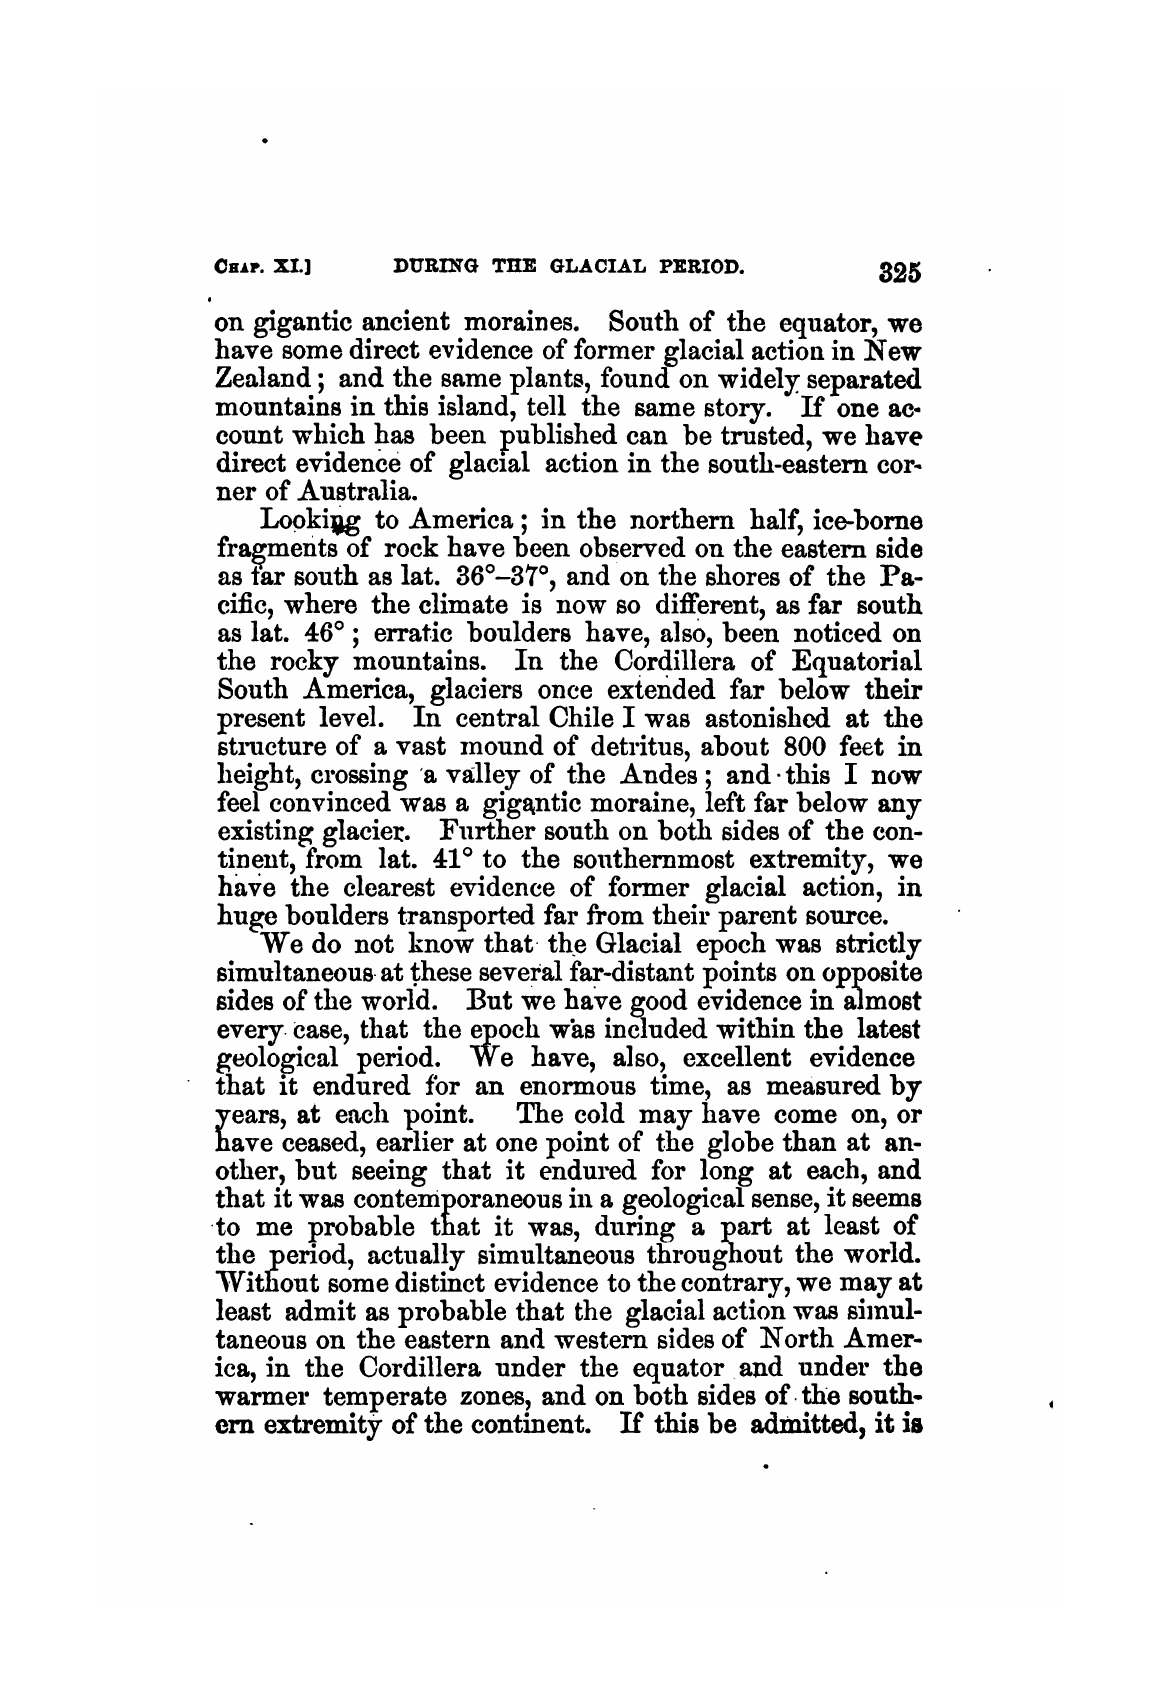 CHAP. XI.] DURING THE GLACIAL PERIOD. 325
on gigantic ancient moraines. South of the equator, we
have some direct evidence of former glacial action in New
Zealand; and the same plants, found on widely separated
mountains in this island, tell the same story. If one ac-
count which has been published can be trusted, we have
direct evidence of glacial action in the south-eastern cor-
ner of Australia.
Looking to America; in the northern half, ice-borne
fragments of rock have been observed on the eastern side
as far south as lat. 36°–37°, and on the shores of the Pa-
cific, where the climate is now so different, as far south
as lat. 46°; erratic boulders have, also, been noticed on
the rocky mountains. In the Cordillera of Equatorial
South America, glaciers once extended far below their
present level. In central Chile I was astonished at the
structure of a vast mound of detritus, about 800 feet in
height, crossing a valley of the Andes; and this I now
feel convinced was a gigantic moraine, left far below any
existing glacier. Further south on both sides of the con-
tinent, from lat. 41° to the southernmost extremity, we
have the clearest evidence of former glacial action, in
huge boulders transported far from their parent source.
We do not know that the Glacial epoch was strictly
simultaneous at these several far-distant points on opposite
sides of the world. But we have good evidence in almost
every case, that the epoch was included within the latest
geological period. We have, also, excellent evidence
that it endured for an enormous time, as measured by
years, at each point. The cold may have come on, or
have ceased, earlier at one point of the globe than at an-
other, but seeing that it endured for long at each, and
that it was contemporaneous in a geological sense, it seems
to me probable that it was, during a part at least of
the period, actually simultaneous throughout the world.
Without some distinct evidence to the contrary, we may at
least admit as probable that the glacial action was simul-
taneous on the eastern and western sides of North Amer-
ica, in the Cordillera under the equator and under the
warmer temperate zones, and on both sides of the south-
ern extremity of the continent. If this be admitted, it is